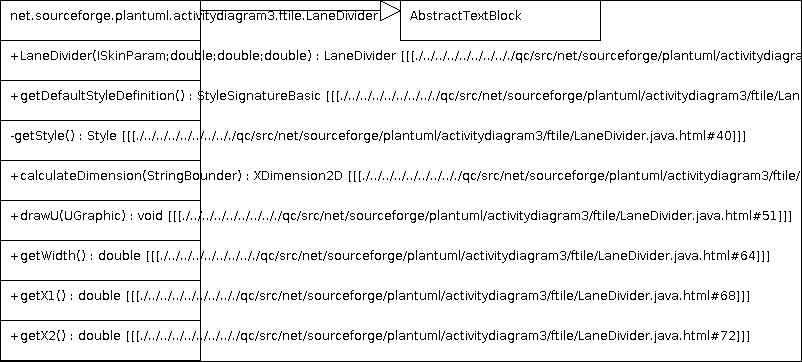 net.sourceforge.plantuml.activitydiagram3.ftile.LaneDivider
AbstractTextBlock
+LaneDivider(ISkinParam;double;double;double) : LaneDivider [[[./../../../../../../../qc/src/net/sourceforge/plantuml/activitydiagra
+getDefaultStyleDefinition() : StyleSignatureBasic [[[./../../../../../../../qc/src/net/sourceforge/plantuml/activitydiagram3/ftile/Lan
-getStyle() : Style [[[./../../../../../../../qc/src/net/sourceforge/plantuml/activitydiagram3/ftile/LaneDivider.java.html#40]]]
+calculateDimension(StringBounder) : XDimension2D [[[./../../../../../../../qc/src/net/sourceforge/plantuml/activitydiagram3/ftile/
+drawU(UGraphic) : void [[[./../../../../../../../qc/src/net/sourceforge/plantuml/activitydiagram3/ftile/LaneDivider.java.html#51]]]
+getWidth() : double [[[./../../../../../../../qc/src/net/sourceforge/plantuml/activitydiagram3/ftile/LaneDivider.java.html#64]]]
+getX1() : double [[[./../../../../../../../qc/src/net/sourceforge/plantuml/activitydiagram3/ftile/LaneDivider.java.html#68]]]
+getX2() : double [[[./../../../../../../../qc/src/net/sourceforge/plantuml/activitydiagram3/ftile/LaneDivider.java.html#72]]]